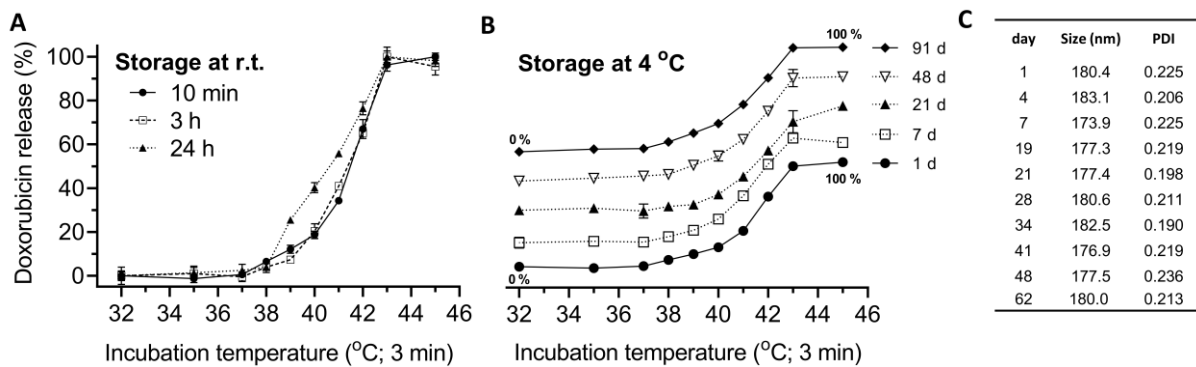 A
Doxorubicin release (%)
100
80
60
40
20
0
Storage at r.t.
10 min
3 h
24 h
32 34 36 38 40 42 44 46
Incubation temperature (°C; 3 min)
B
Storage at 4 °C
100 %
0 %
100 %
0 %
91 d
48 d
21 d
7 d
1 d
32 34 36 38 40 42 44 46
Incubation temperature (°C; 3 min)
C
day Size (nm) PDI
1 180.4 0.225
4 183.1 0.206
7 173.9 0.225
19 177.3 0.219
21 177.4 0.198
28 180.6 0.211
34 182.5 0.190
41 176.9 0.219
48 177.5 0.236
62 180.0 0.213